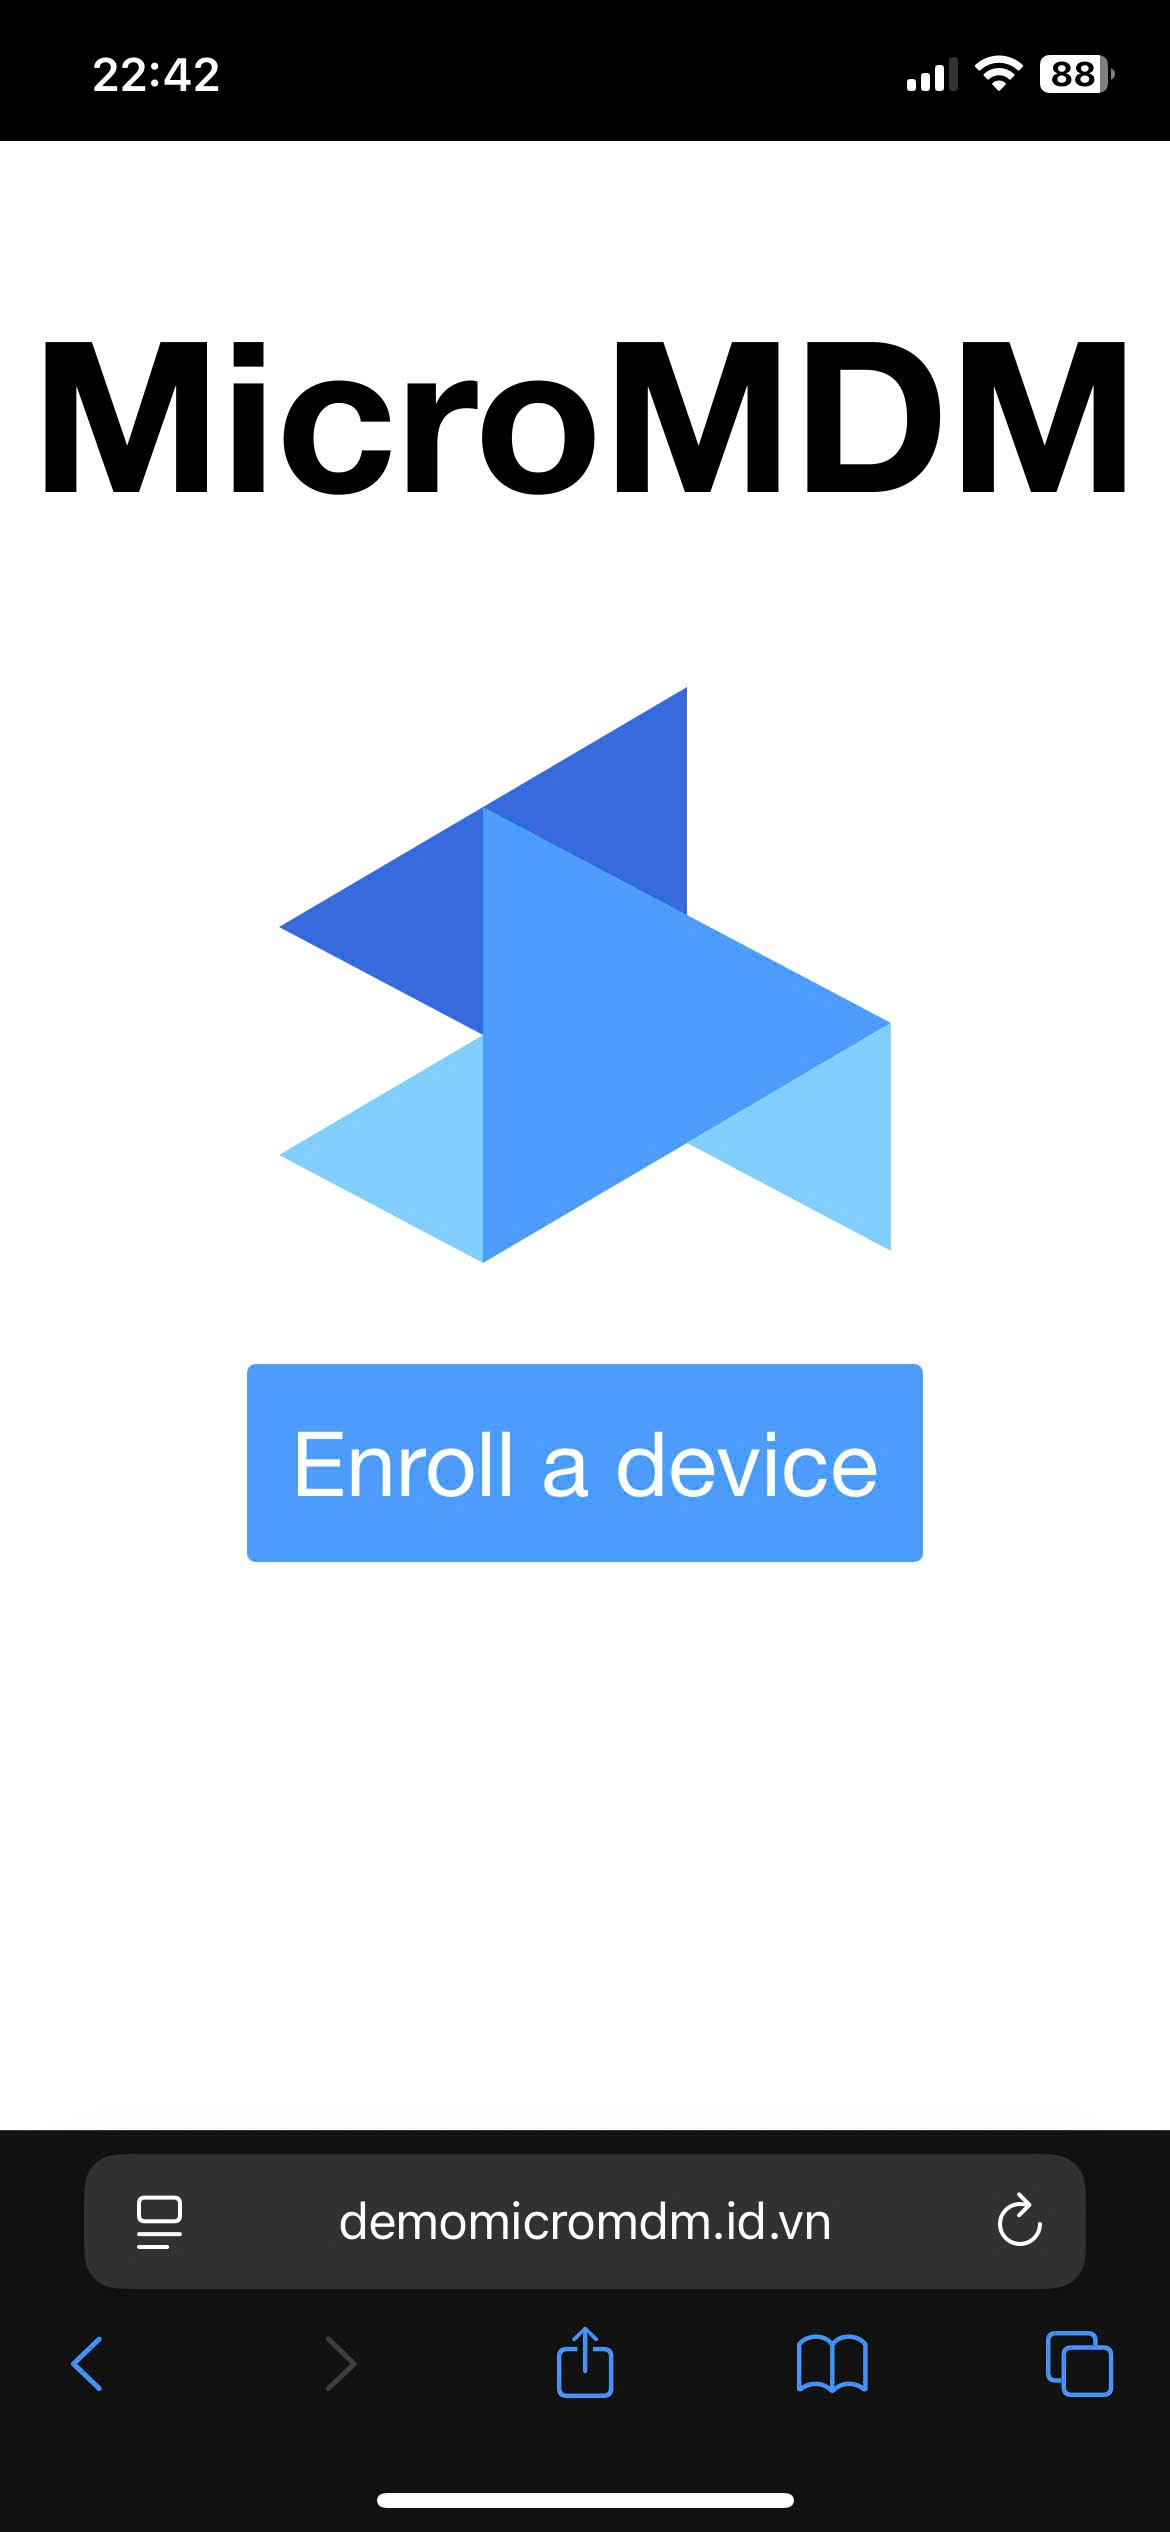 22:42
88
MicroMDM
Enroll a device
demomicromdm.id.vn